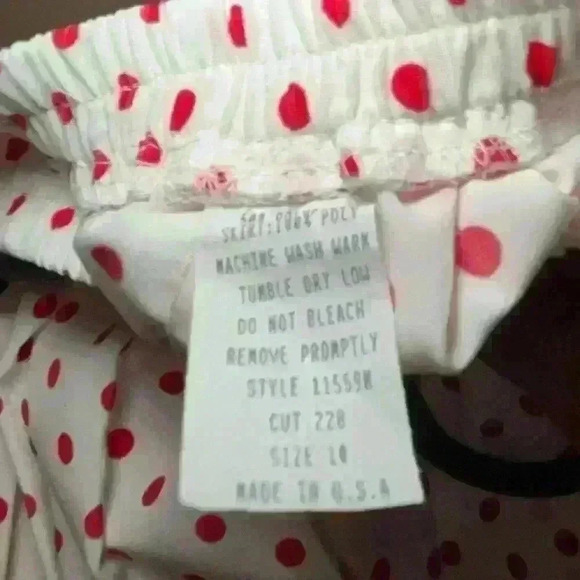 SKIRT: 100% POLY
MACHINE WASH WARM
TUMBLE DRY LOW
DO NOT BLEACH
REMOVE PROMPTLY
STYLE
CUT 228
SIZE 10
MADE IN U.S.A